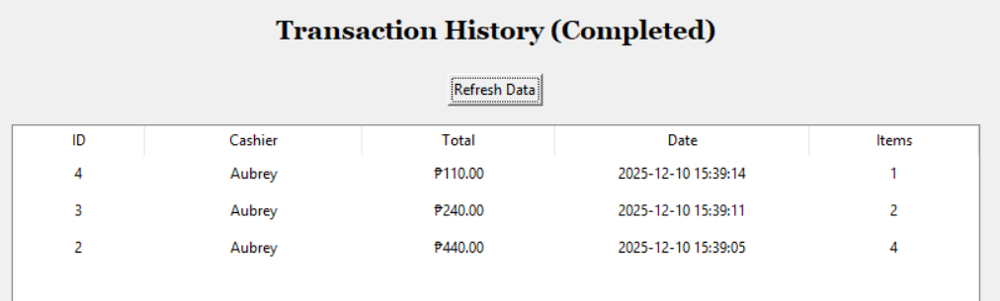 Transaction History (Completed)
Refresh Data
ID Cashier Total Date Items
4 Aubrey ₱110.00 2025-12-10 15:39:14 1
3 Aubrey ₱240.00 2025-12-10 15:39:11 2
2 Aubrey ₱440.00 2025-12-10 15:39:05 4